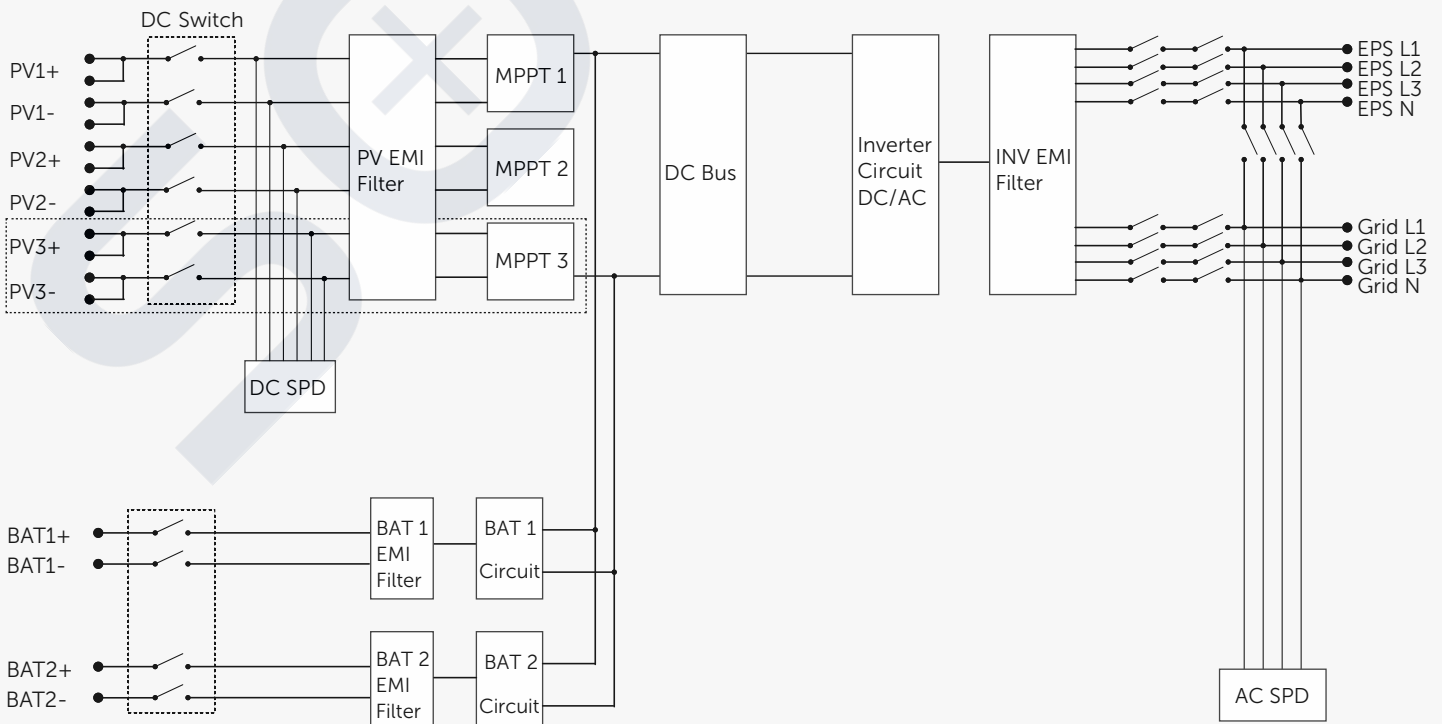 DC Switch
PV1+
PV1-
PV2+
PV2-
PV3+
PV3-
PV EMI
Filter
MPPT 1
MPPT 2
MPPT 3
DC SPD
DC Bus
Inverter
Circuit
DC/AC
INV EMI
Filter
EPS L1
EPS L2
EPS L3
EPS N
Grid L1
Grid L2
Grid L3
Grid N
BAT1+
BAT1-
BAT 1
EMI
Filter
BAT 1
Circuit
BAT2+
BAT2-
BAT 2
EMI
Filter
BAT 2
Circuit
AC SPD